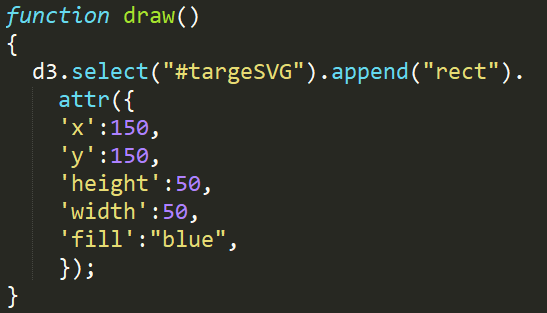 function draw()
{
  d3.select("#targeSVG").append("rect").
    attr({
    'x':150,
    'y':150,
    'height':50,
    'width':50,
    'fill':"blue",
    });
}